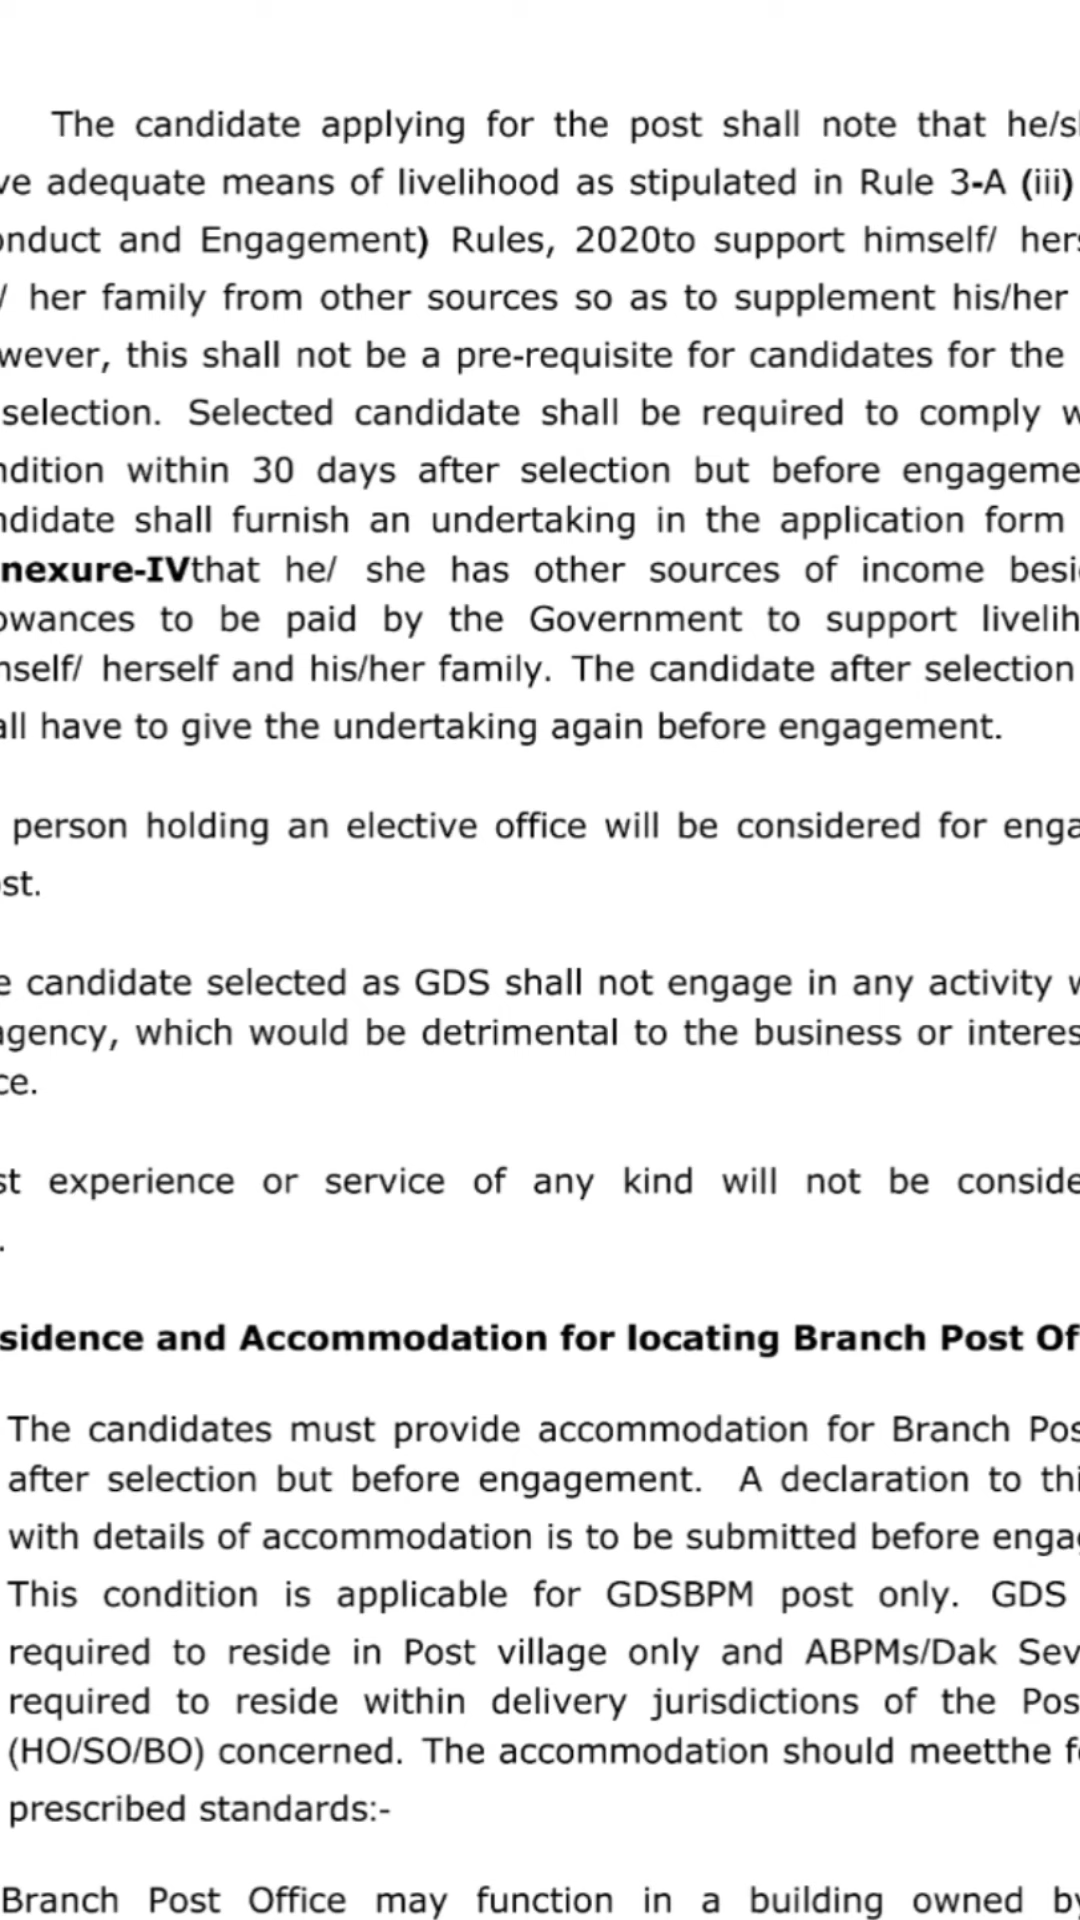 The candidate applying for the post shall note that he/sh
ve adequate means of livelihood as stipulated in Rule 3-A (iii)
onduct and Engagement) Rules, 2020to support himself/ hers
/ her family from other sources so as to supplement his/her
wever, this shall not be a pre-requisite for candidates for the
selection. Selected candidate shall be required to comply w
ndition within 30 days after selection but before engageme
ndidate shall furnish an undertaking in the application form
nexure-IVthat he/ she has other sources of income besi
owances to be paid by the Government to support livelih
nself/ herself and his/her family. The candidate after selection
all have to give the undertaking again before engagement.
person holding an elective office will be considered for enga
ost.
e candidate selected as GDS shall not engage in any activity w
agency, which would be detrimental to the business or interes
ce.
st experience or service of any kind will not be conside
.
sidence and Accommodation for locating Branch Post Of
The candidates must provide accommodation for Branch Pos
after selection but before engagement. A declaration to thi
with details of accommodation is to be submitted before engag
This condition is applicable for GDSBPM post only. GDS
required to reside in Post village only and ABPMs/Dak Sev
required to reside within delivery jurisdictions of the Pos
(HO/SO/BO) concerned. The accommodation should meetthe f
prescribed standards:-
Branch Post Office may function in a building owned by